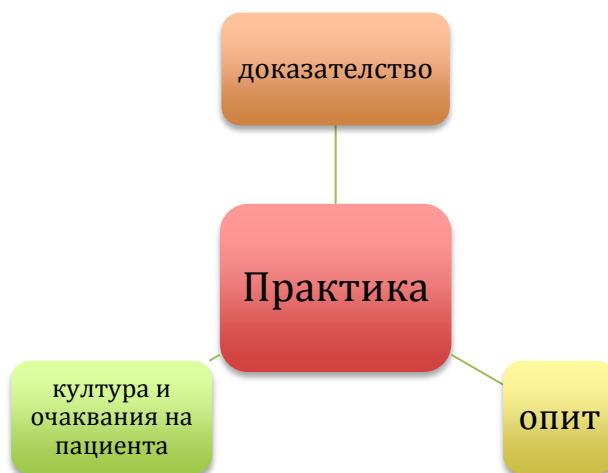 доказателство
Практика
култура и
очаквания на
пациента
опит